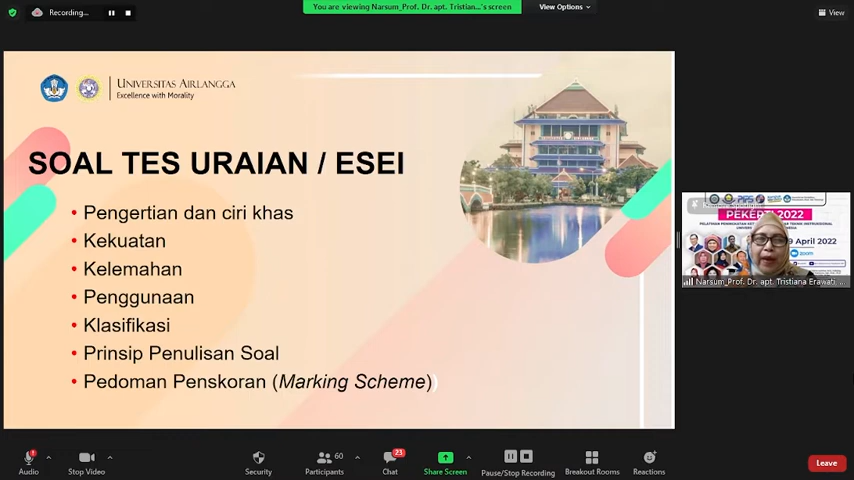 Recording...
You are viewing Narsum_Prof. Dr. apt. Tristian...'s screen
View Options
View
UNIVERSITAS AIRLANGGA
Excellence with Morality
SOAL TES URAIAN / ESEI
• Pengertian dan ciri khas
• Kekuatan
• Kelemahan
• Penggunaan
• Klasifikasi
• Prinsip Penulisan Soal
• Pedoman Penskoran (Marking Scheme))
PEKERTI 2022
9 April 2022
zoom
Narsum_Prof. Dr. apt. Tristiana Erawati, ...
Audio
Stop Video
Security
60
Participants
23
Chat
Share Screen
Pause/Stop Recording
Breakout Rooms
Reactions
Leave